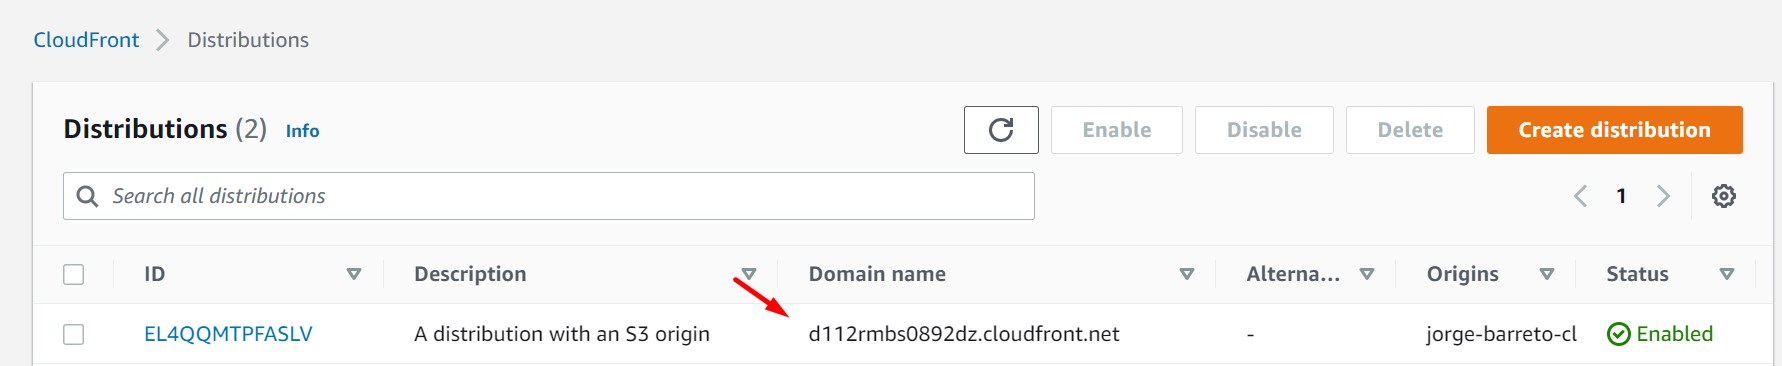 CloudFront Distributions
Distributions (2) Info
Enable Disable Delete Create distribution
Search all distributions
1
ID Description Domain name Alterna... Origins Status
EL4QQMTPFASLV A distribution with an S3 origin d112rmbs0892dz.cloudfront.net - jorge-barreto-cl Enabled